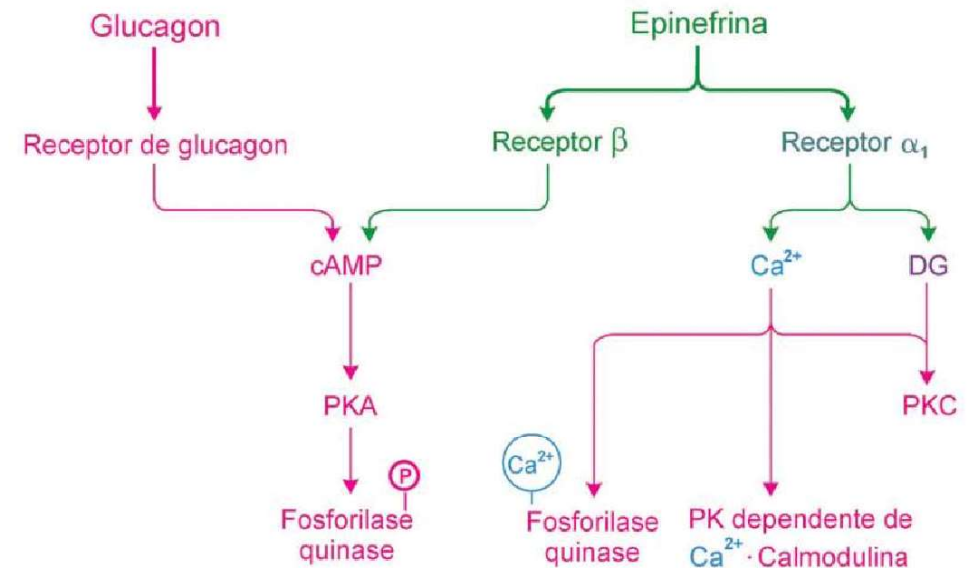 Glucagon
Epinefrina
Receptor de glucagon
Receptor β
Receptor α₁
cAMP
Ca²⁺
DG
PKA
PKC
P
Ca²⁺
Fosforilase
quinase
Fosforilase
quinase
PK dependente de
Ca²⁺ · Calmodulina